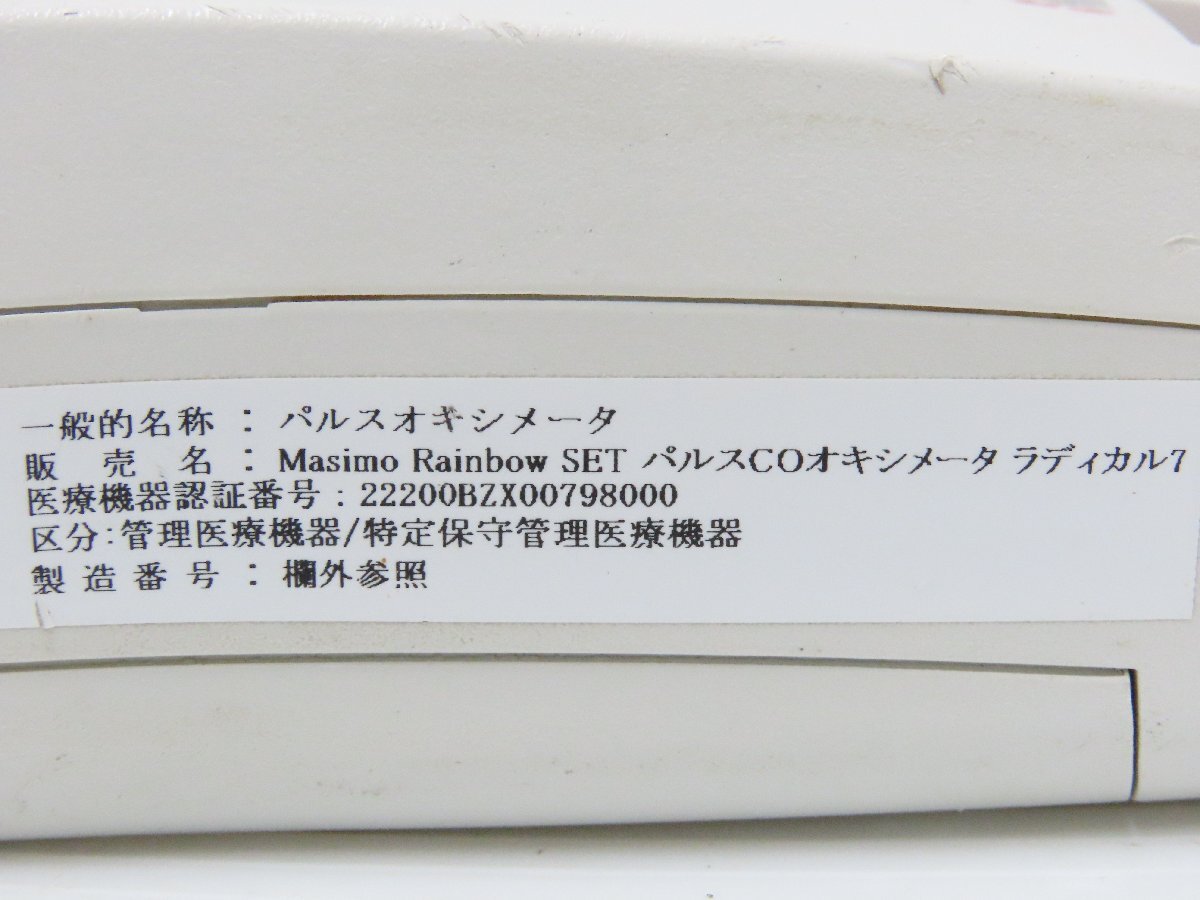 一般的名称：パルスオキシメータ
販売名：Masimo Rainbow SET パルスCOオキシメータ ラディカル7
医療機器認証番号：22200BZX00798000
区分：管理医療機器/特定保守管理医療機器
製造番号：欄外参照